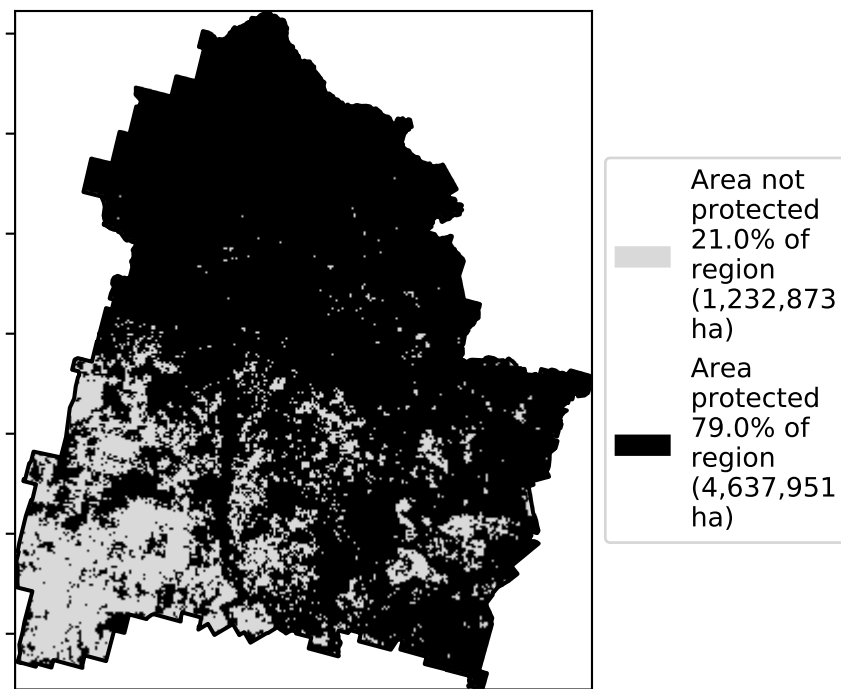 Area not
protected
21.0% of
region
(1,232,873
ha)
Area
protected
79.0% of
region
(4,637,951
ha)